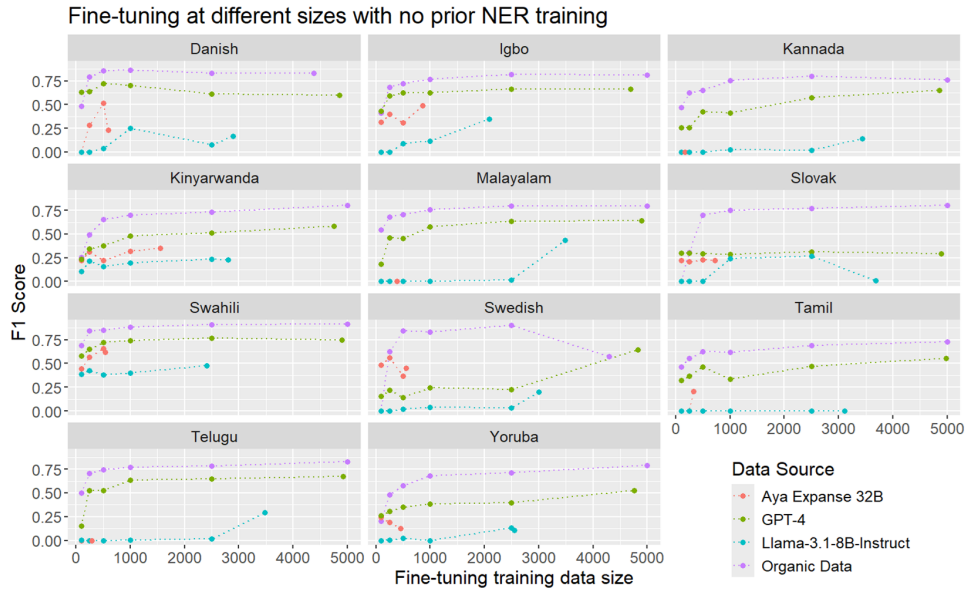 Fine-tuning at different sizes with no prior NER training
Danish
Igbo
Kannada
0.75
0.50
0.25
0.00
Kinyarwanda
Malayalam
Slovak
0.75
0.50
0.25
0.00
F1 Score
Swahili
Swedish
Tamil
0.75
0.50
0.25
0.00
0 1000 2000 3000 4000 5000
Telugu
Yoruba
0.75
0.50
0.25
0.00
0 1000 2000 3000 4000 5000
0 1000 2000 3000 4000 5000
Fine-tuning training data size
Data Source
Aya Expanse 32B
GPT-4
Llama-3.1-8B-Instruct
Organic Data